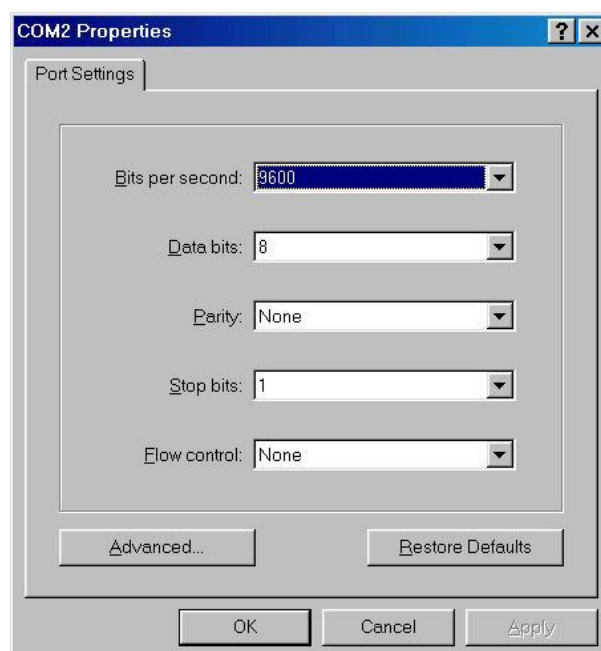 COM2 Properties
Port Settings
Bits per second: 9600
Data bits: 8
Parity: None
Stop bits: 1
Flow control: None
Advanced... Restore Defaults
OK Cancel Apply